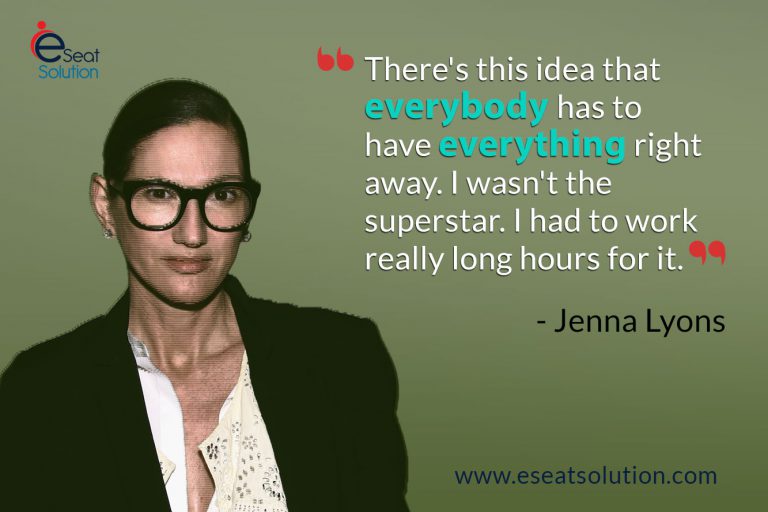 eSeat
Solution
“ There's this idea that
everybody has to
have everything right
away. I wasn't the
superstar. I had to work
really long hours for it. ”
- Jenna Lyons
www.eseatsolution.com